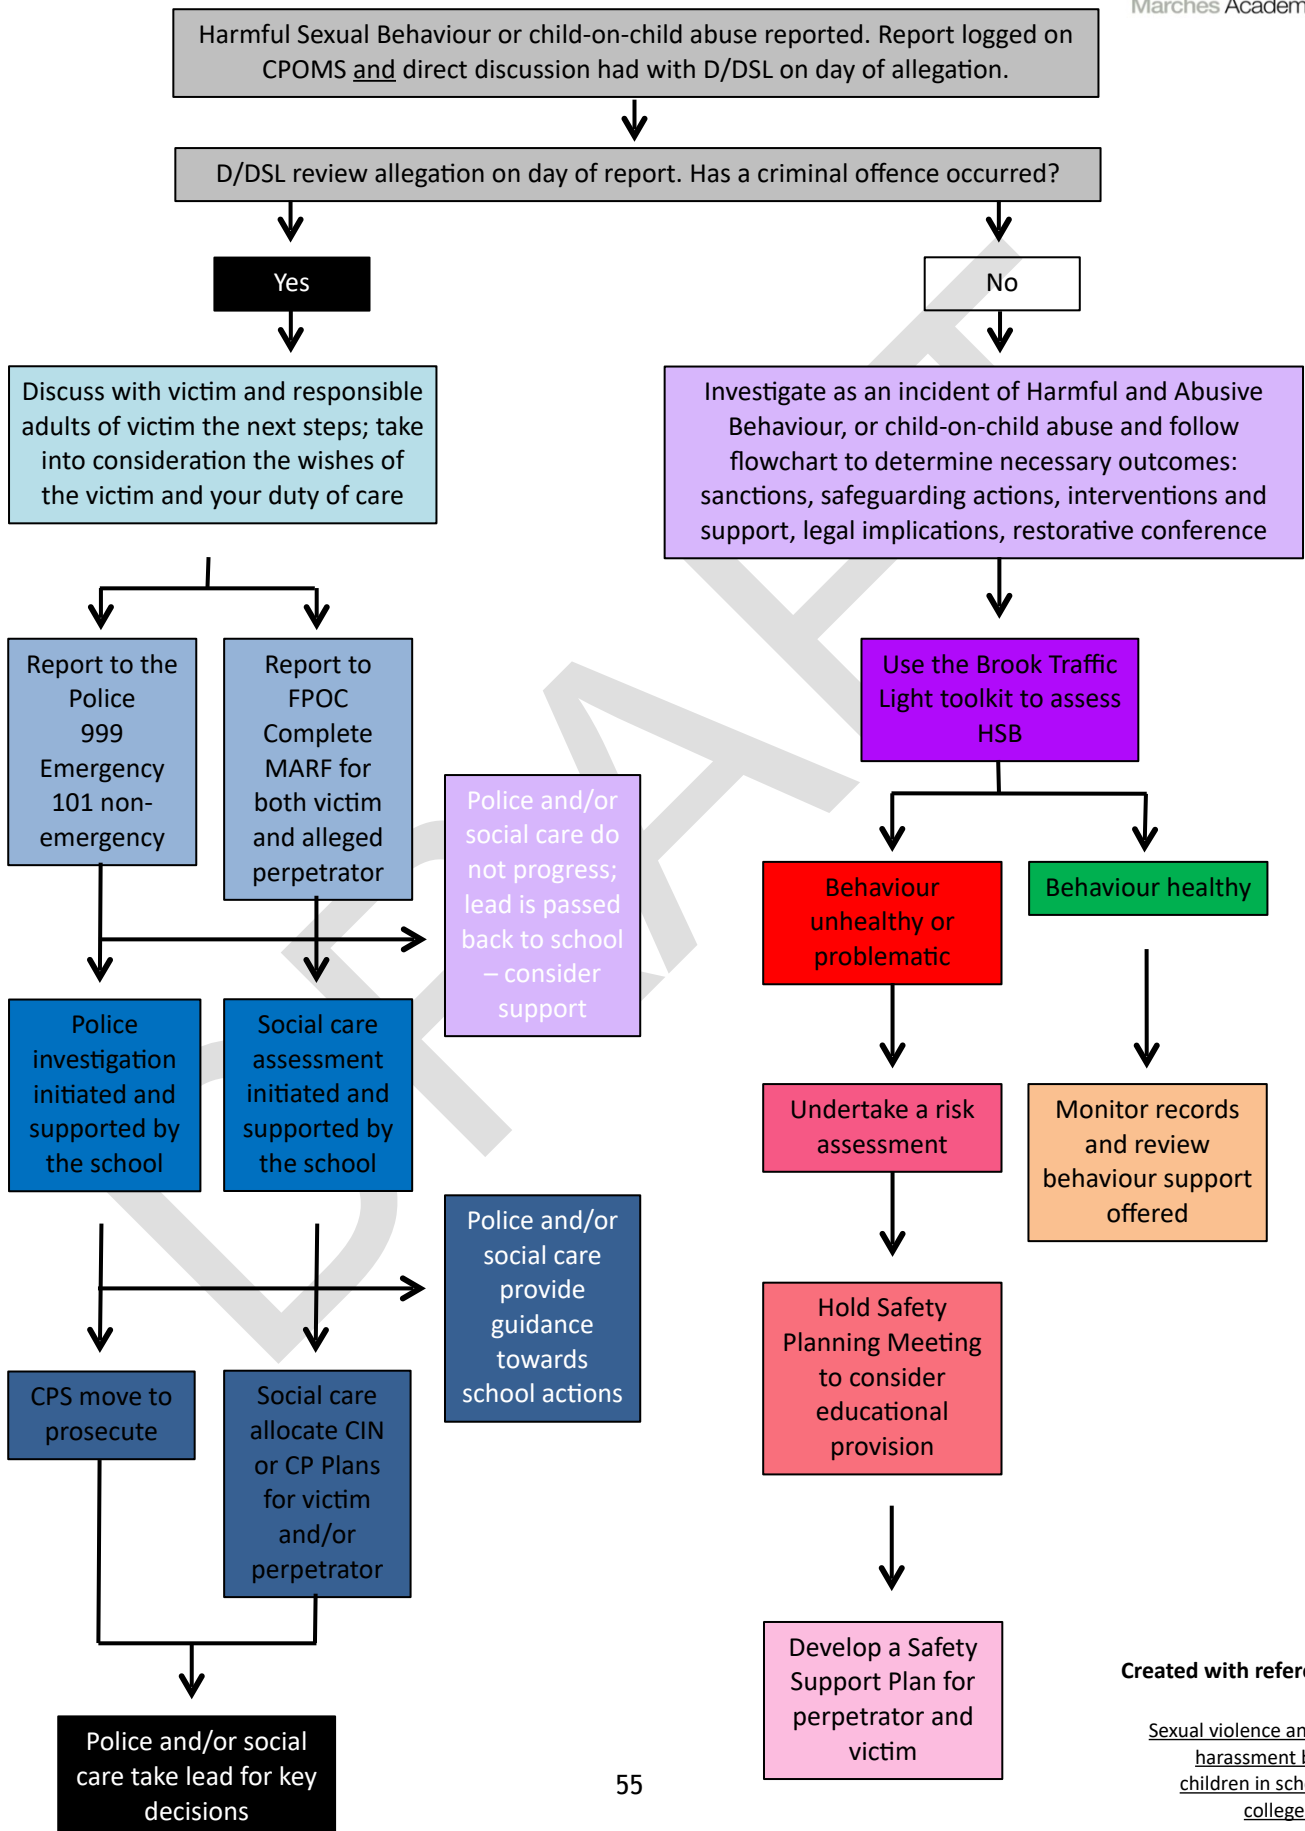 Marches Academ
Harmful Sexual Behaviour or child-on-child abuse reported. Report logged on
CPOMS and direct discussion had with D/DSL on day of allegation.
D/DSL review allegation on day of report. Has a criminal offence occurred?
Yes
No
Discuss with victim and responsible
adults of victim the next steps; take
into consideration the wishes of
the victim and your duty of care
Investigate as an incident of Harmful and Abusive
Behaviour, or child-on-child abuse and follow
flowchart to determine necessary outcomes:
sanctions, safeguarding actions, interventions and
support, legal implications, restorative conference
Report to the
Police
999
Emergency
101 non-
emergency
Report to
FPOC
Complete
MARF for
both victim
and alleged
perpetrator
Police and/or
social care do
not progress;
lead is passed
back to school
– consider
support
Use the Brook Traffic
Light toolkit to assess
HSB
Behaviour
unhealthy or
problematic
Behaviour healthy
Police
investigation
initiated and
supported by
the school
Social care
assessment
initiated and
supported by
the school
Undertake a risk
assessment
Monitor records
and review
behaviour support
offered
Police and/or
social care
provide
guidance
towards
school actions
Hold Safety
Planning Meeting
to consider
educational
provision
CPS move to
prosecute
Social care
allocate CIN
or CP Plans
for victim
and/or
perpetrator
Develop a Safety
Support Plan for
perpetrator and
victim
Police and/or social
care take lead for key
decisions
Created with refere
Sexual violence an
harassment b
children in sch
college
55
DRAFT